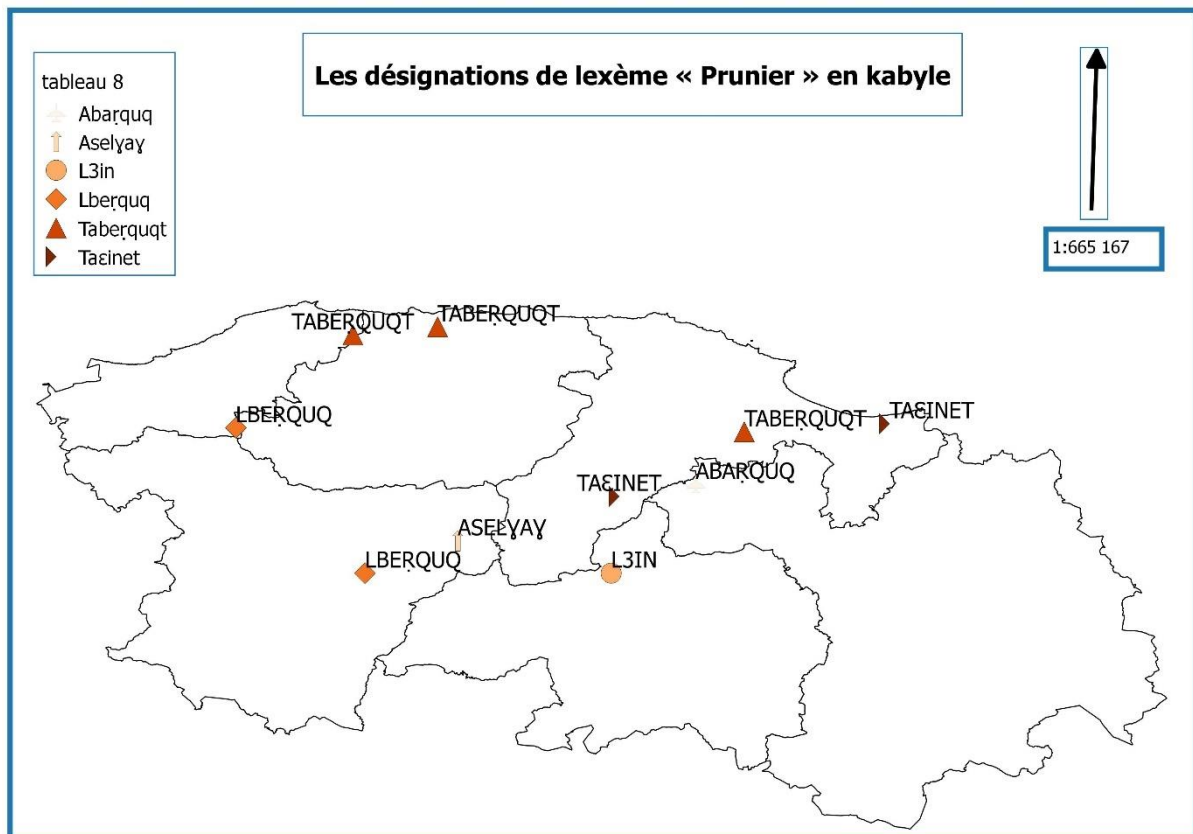 Les désignations de lexème « Prunier » en kabyle
tableau 8
Abaṛquq
Aselɣaɣ
L3in
Lbeṛquq
Tabeṛquqt
Taɛinet
1:665 167
TABEṚQUQT
TABEṚQUQT
LBEṚQUQ
TABEṚQUQT
TAƐINET
ABAṚQUQ
TAƐINET
ASELƔAƔ
LBEṚQUQ
L3IN